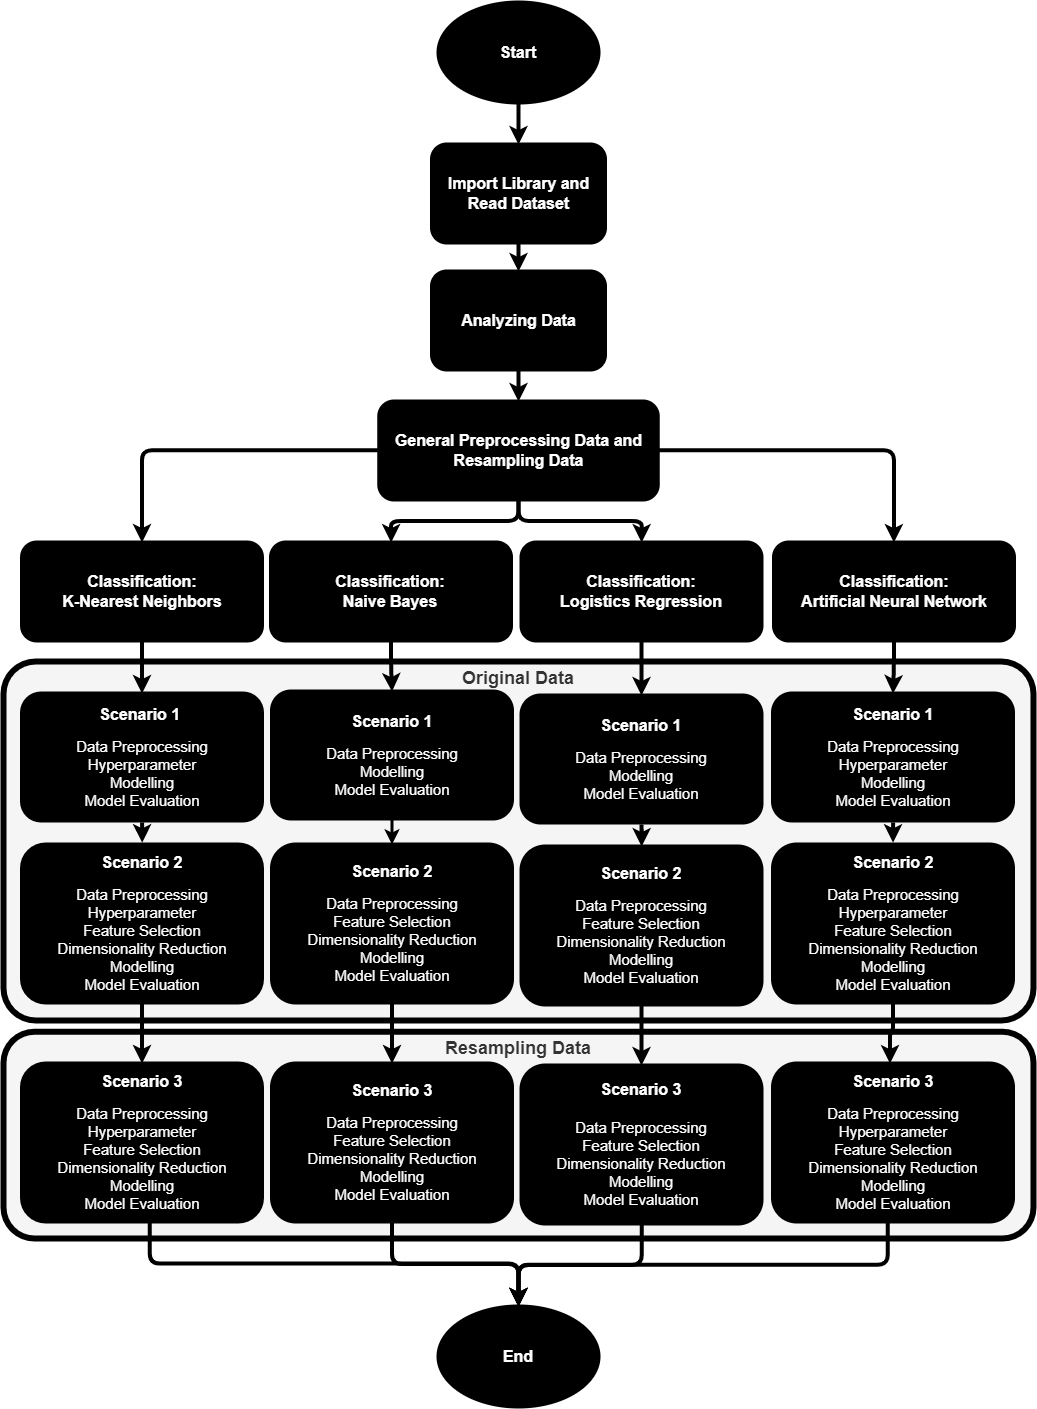 Start
Import Library and
Read Dataset
Analyzing Data
General Preprocessing Data and
Resampling Data
Classification:
K-Nearest Neighbors
Classification:
Naive Bayes
Classification:
Logistics Regression
Classification:
Artificial Neural Network
Original Data
Scenario 1
Data Preprocessing
Hyperparameter
Modelling
Model Evaluation
Scenario 1
Data Preprocessing
Modelling
Model Evaluation
Scenario 1
Data Preprocessing
Modelling
Model Evaluation
Scenario 1
Data Preprocessing
Hyperparameter
Modelling
Model Evaluation
Scenario 2
Data Preprocessing
Hyperparameter
Feature Selection
Dimensionality Reduction
Modelling
Model Evaluation
Scenario 2
Data Preprocessing
Feature Selection
Dimensionality Reduction
Modelling
Model Evaluation
Scenario 2
Data Preprocessing
Feature Selection
Dimensionality Reduction
Modelling
Model Evaluation
Scenario 2
Data Preprocessing
Hyperparameter
Feature Selection
Dimensionality Reduction
Modelling
Model Evaluation
Resampling Data
Scenario 3
Data Preprocessing
Hyperparameter
Feature Selection
Dimensionality Reduction
Modelling
Model Evaluation
Scenario 3
Data Preprocessing
Feature Selection
Dimensionality Reduction
Modelling
Model Evaluation
Scenario 3
Data Preprocessing
Feature Selection
Dimensionality Reduction
Modelling
Model Evaluation
Scenario 3
Data Preprocessing
Hyperparameter
Feature Selection
Dimensionality Reduction
Modelling
Model Evaluation
End